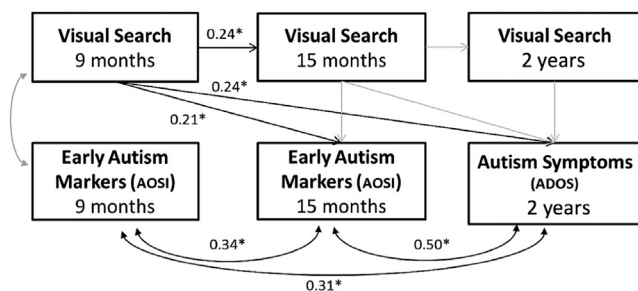 Visual Search
9 months
0.24*
Visual Search
15 months
Visual Search
2 years
0.24*
0.21*
Early Autism
Markers (AOSI)
9 months
Early Autism
Markers (AOSI)
15 months
Autism Symptoms
(ADOS)
2 years
0.34*
0.50*
0.31*